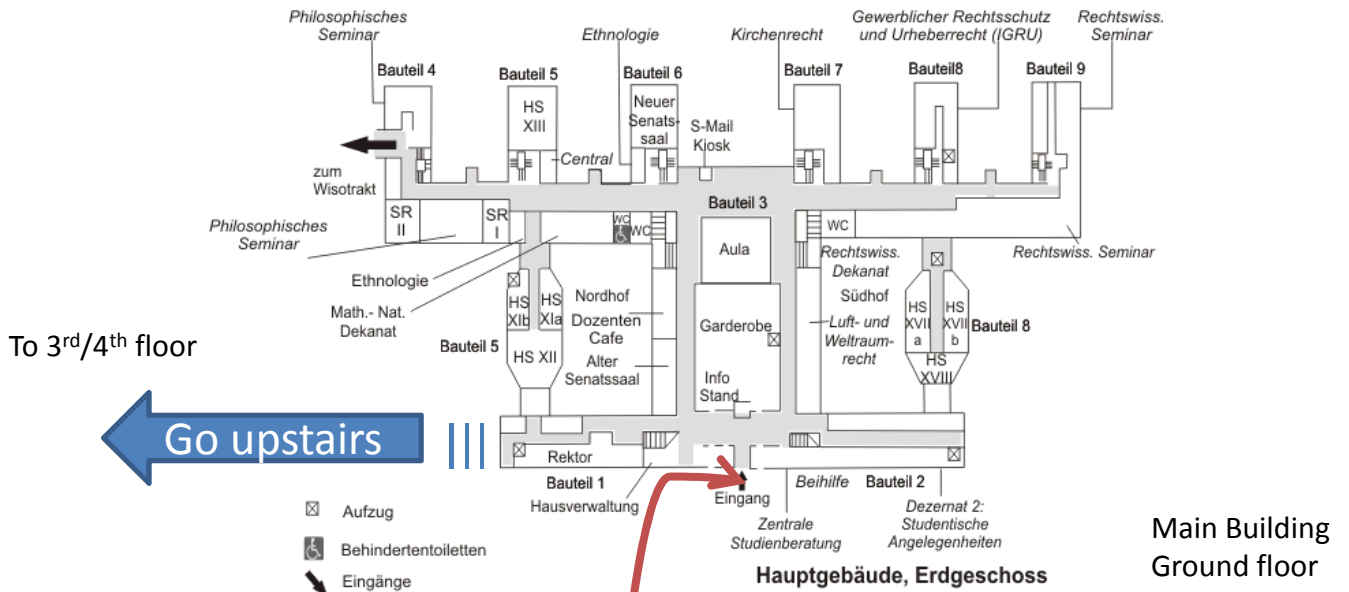 Philosophisches
Seminar
Ethnologie
Kirchenrecht
Gewerblicher Rechtsschutz
und Urheberrecht (IGRU)
Rechtswiss.
Seminar
Bauteil 4
Bauteil 5
Bauteil 6
Bauteil 7
Bauteil8
Bauteil 9
HS
XIII
Neuer
Senats-
saal
S-Mail
Kiosk
Central
zum
Wisotrakt
Bauteil 3
SR
II
SR
I
WC
WC
WC
Philosophisches
Seminar
Aula
Rechtswiss.
Dekanat
Rechtswiss. Seminar
Ethnologie
Math.- Nat.
Dekanat
HS
XIb
HS
XIa
Nordhof
Dozenten
Cafe
Garderobe
Südhof
Luft- und
Weltraum-
recht
HS
XVII
a
HS
XVII
b
Bauteil 8
To 3rd/4th floor
Bauteil 5
HS XII
Alter
Senatssaal
Info
Stand
HS
XVIII
Go upstairs
Rektor
Bauteil 1
Hausverwaltung
Eingang
Beihilfe
Bauteil 2
Zentrale
Studienberatung
Dezernat 2:
Studentische
Angelegenheiten
Aufzug
Behindertentoiletten
Eingänge
Hauptgebäude, Erdgeschoss
Main Building
Ground floor